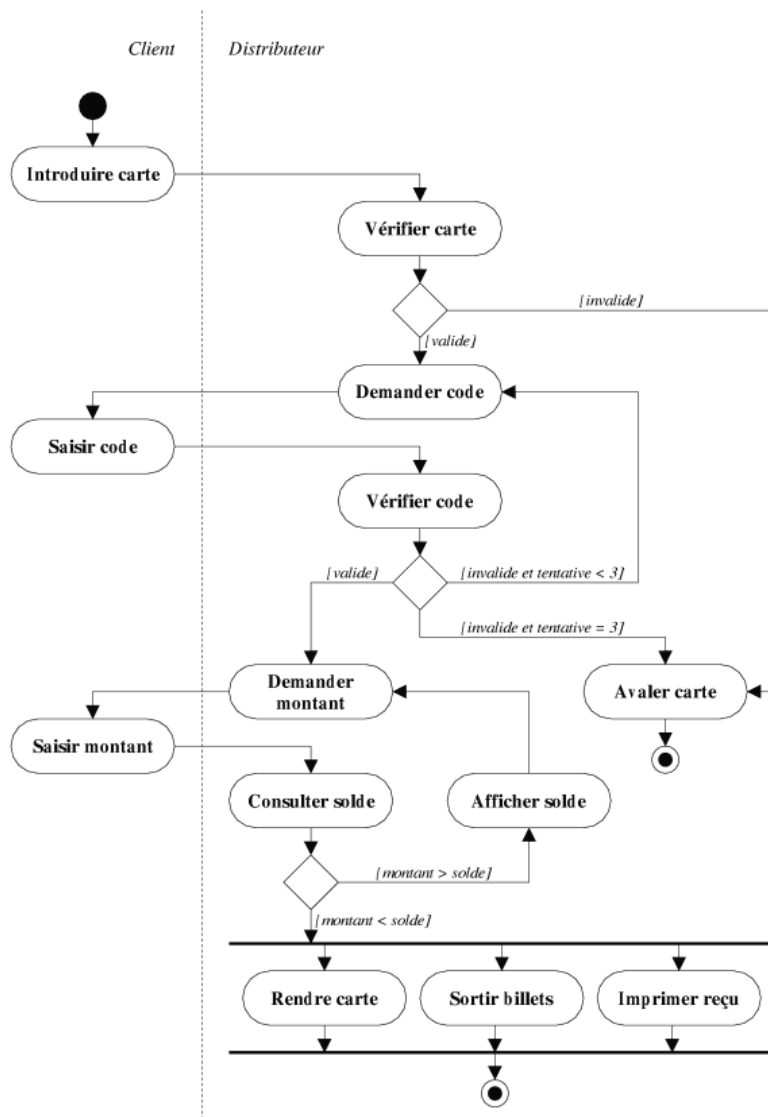 Client
Distributeur
Introduire carte
Vérifier carte
[invalide]
[valide]
Demander code
Saisir code
Vérifier code
[valide]
[invalide et tentative < 3]
[invalide et tentative = 3]
Demander
montant
Avaler carte
Saisir montant
Consulter solde
Afficher solde
[montant > solde]
[montant < solde]
Rendre carte
Sortir billets
Imprimer reçu